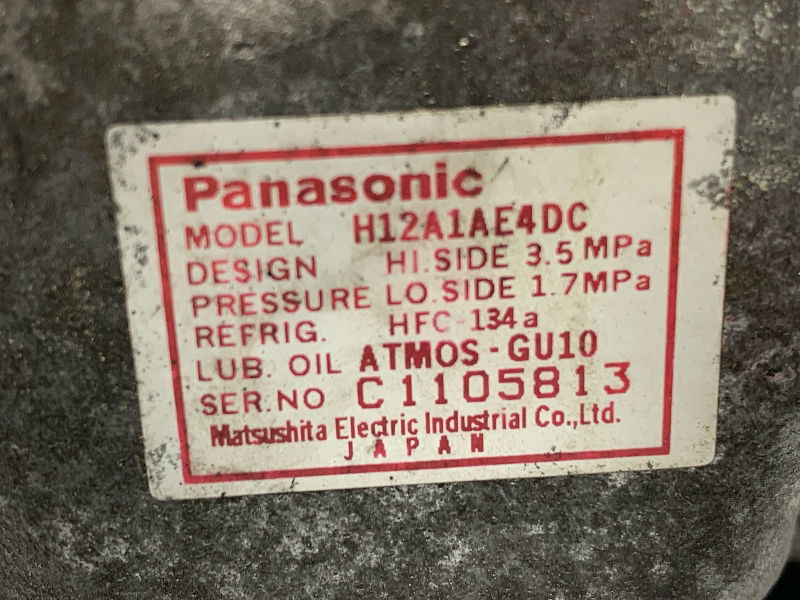 Panasonic
MODEL H12A1AE4DC
DESIGN HI.SIDE 3.5 MPa
PRESSURE LO.SIDE 1.7MPa
REFRIG. HFC-134a
LUB. OIL ATMOS-GU10
SER.NO C1105813
Matsushita Electric Industrial Co.,Ltd.
JAPAN